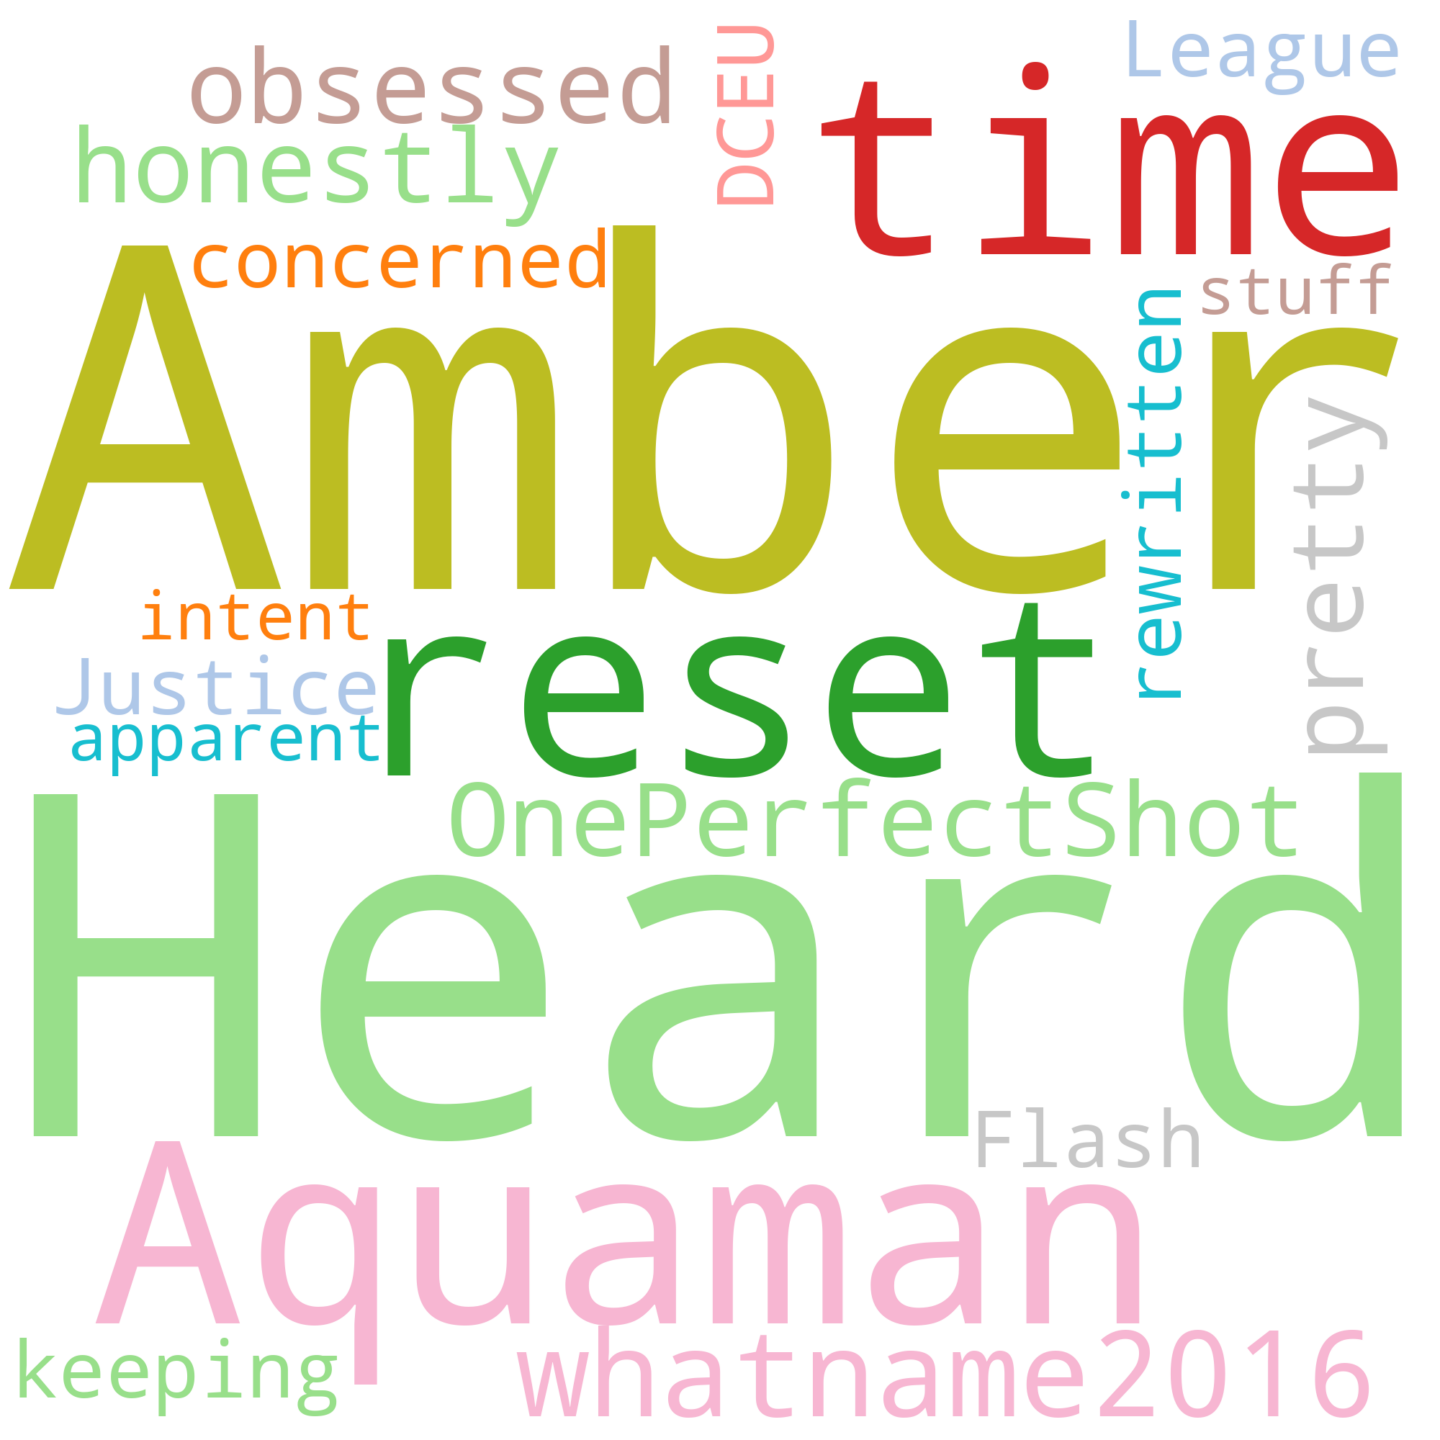 obsessed
DCEU
League
time
honestly
concerned
stuff
Amber
rewritten
pretty
intent
reset
Justice
apparent
OnePerfectShot
Heard
Flash
Aquaman
keeping
whatname2016